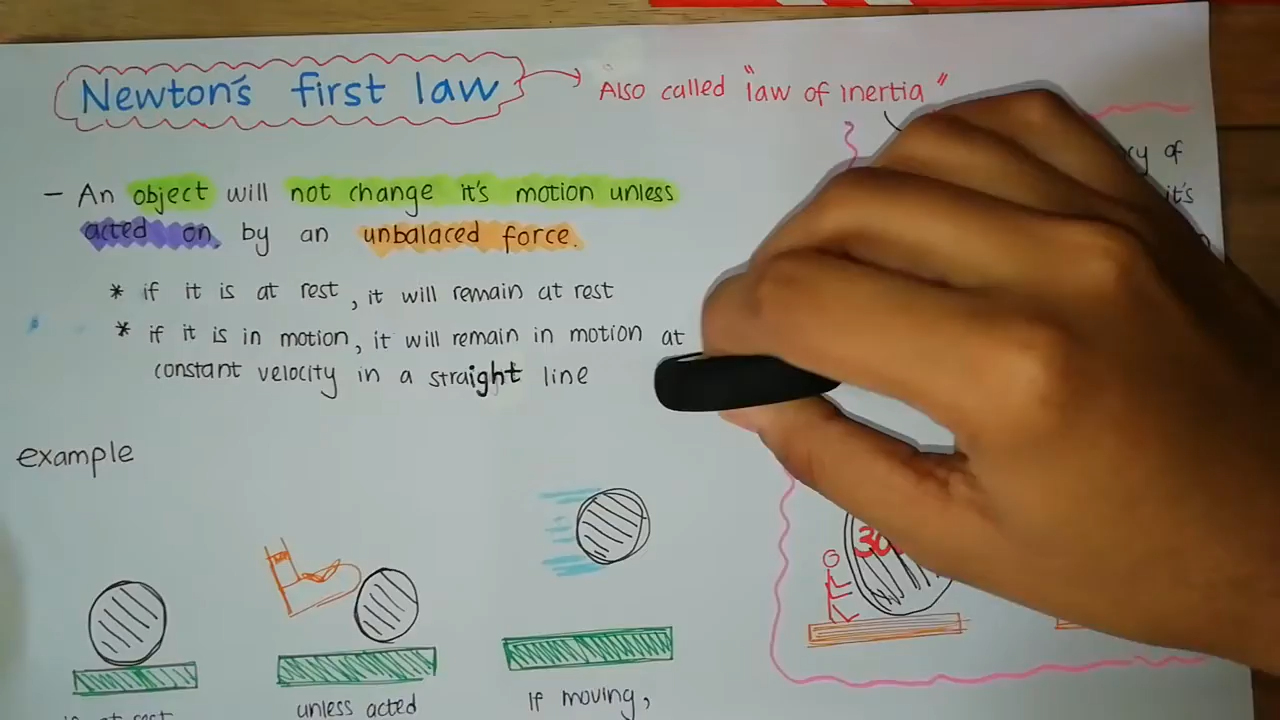 Newton's first law
Also called "law of inertia"
of
it's
- An object will not change it's motion unless
acted on by an unbalaced force.
* if it is at rest, it will remain at rest
* if it is in motion, it will remain in motion at
constant velocity in a straight line
example
unless acted
If moving,